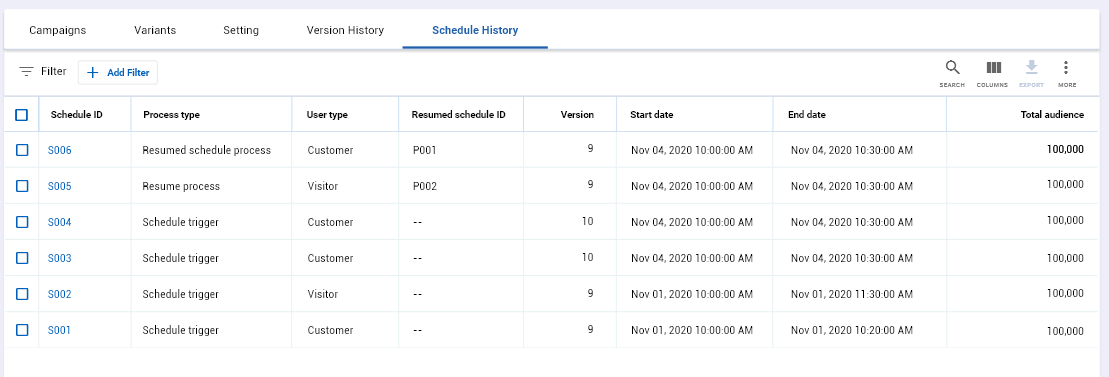 Campaigns Variants Setting Version History Schedule History
Filter Add Filter
SEARCH COLUMNS EXPORT MORE
Schedule ID Process type User type Resumed schedule ID Version Start date End date Total audience
S006 Resumed schedule process Customer P001 9 Nov 04, 2020 10:00:00 AM Nov 04, 2020 10:30:00 AM 100,000
S005 Resume process Visitor P002 9 Nov 04, 2020 10:00:00 AM Nov 04, 2020 10:30:00 AM 100,000
S004 Schedule trigger Customer -- 10 Nov 04, 2020 10:00:00 AM Nov 04, 2020 10:30:00 AM 100,000
S003 Schedule trigger Customer -- 10 Nov 04, 2020 10:00:00 AM Nov 04, 2020 10:30:00 AM 100,000
S002 Schedule trigger Visitor -- 9 Nov 01, 2020 10:00:00 AM Nov 01, 2020 11:30:00 AM 100,000
S001 Schedule trigger Customer -- 9 Nov 01, 2020 10:00:00 AM Nov 01, 2020 10:20:00 AM 100,000